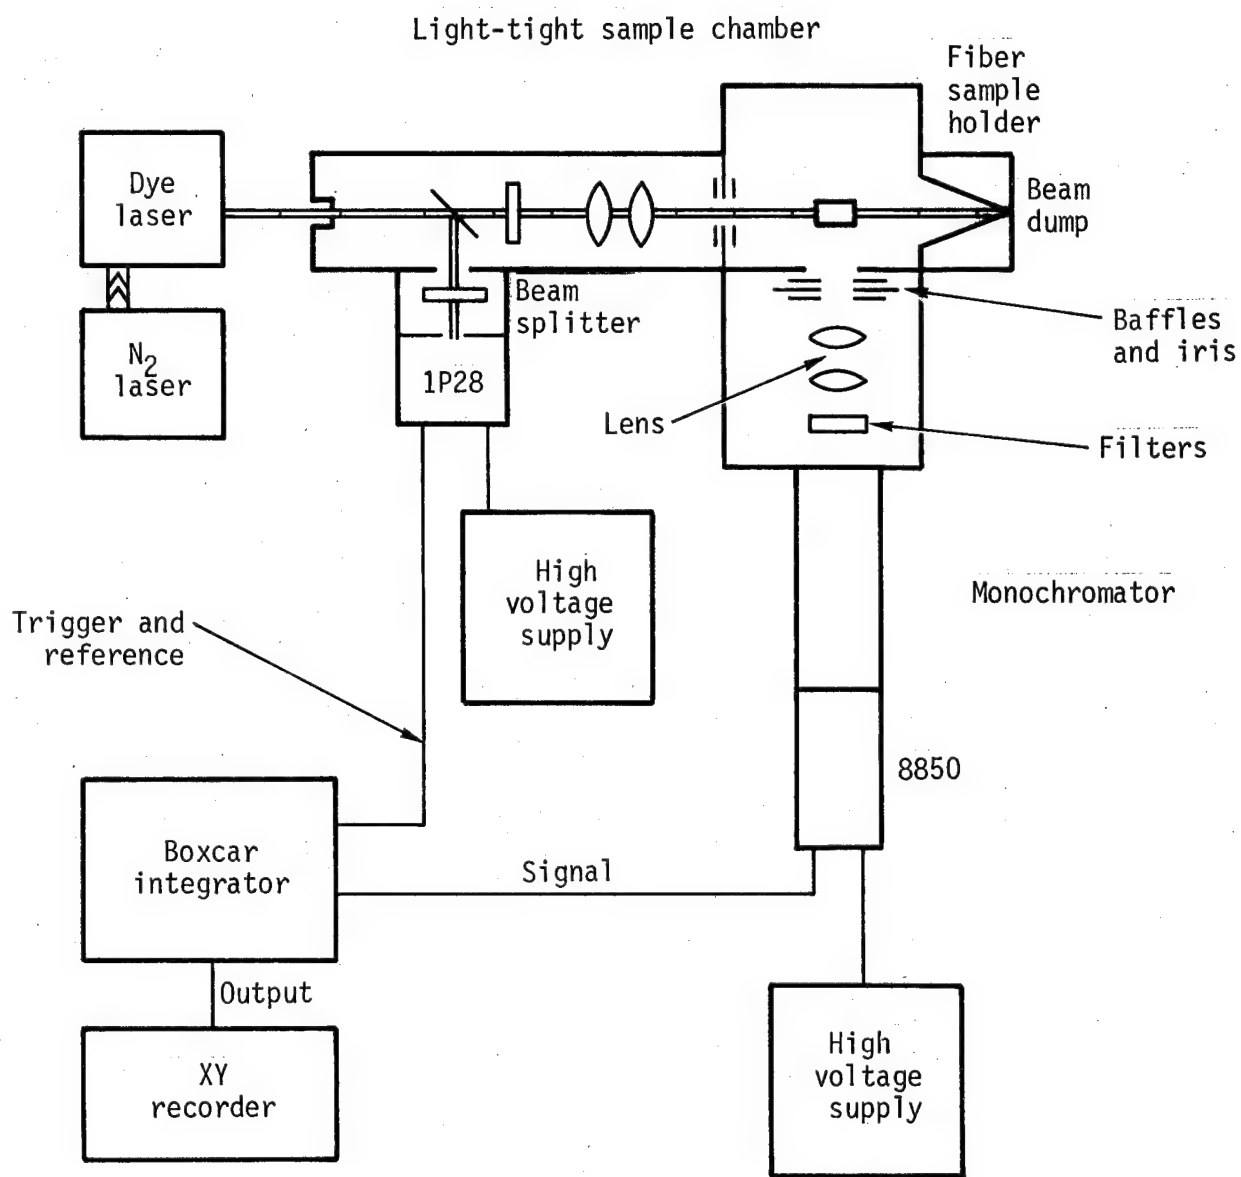 Light-tight sample chamber
Fiber
sample
holder
Dye
laser
Beam
dump
N2
laser
Beam
splitter
1P28
Baffles
and iris
Lens
Filters
High
voltage
supply
Monochromator
Trigger and
reference
8850
Boxcar
integrator
Signal
Output
XY
recorder
High
voltage
supply